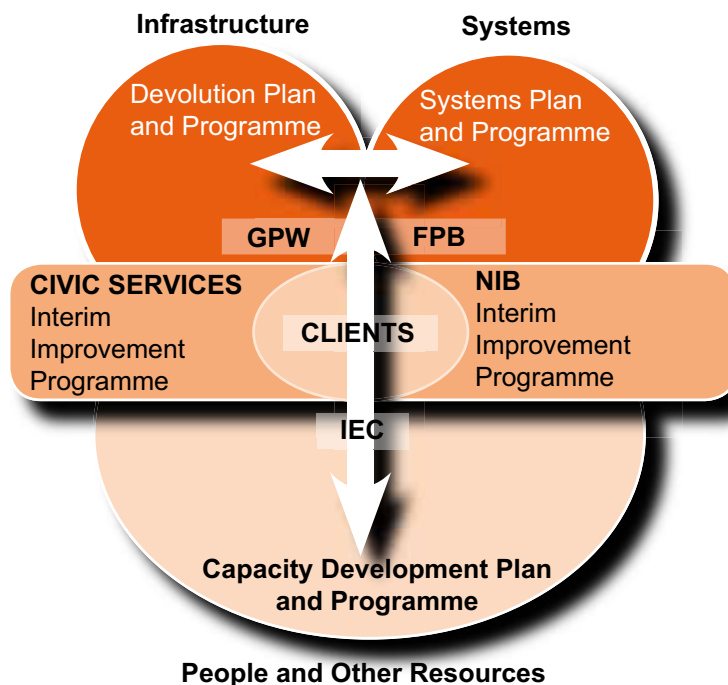 Infrastructure
Systems
Devolution Plan
and Programme
Systems Plan
and Programme
GPW
FPB
CIVIC SERVICES
Interim
Improvement
Programme
CLIENTS
NIB
Interim
Improvement
Programme
IEC
Capacity Development Plan
and Programme
People and Other Resources